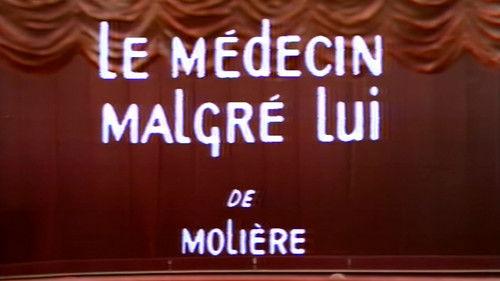 LE MÉDECIN
MALGRÉ LUI
DE
MOLIÈRE